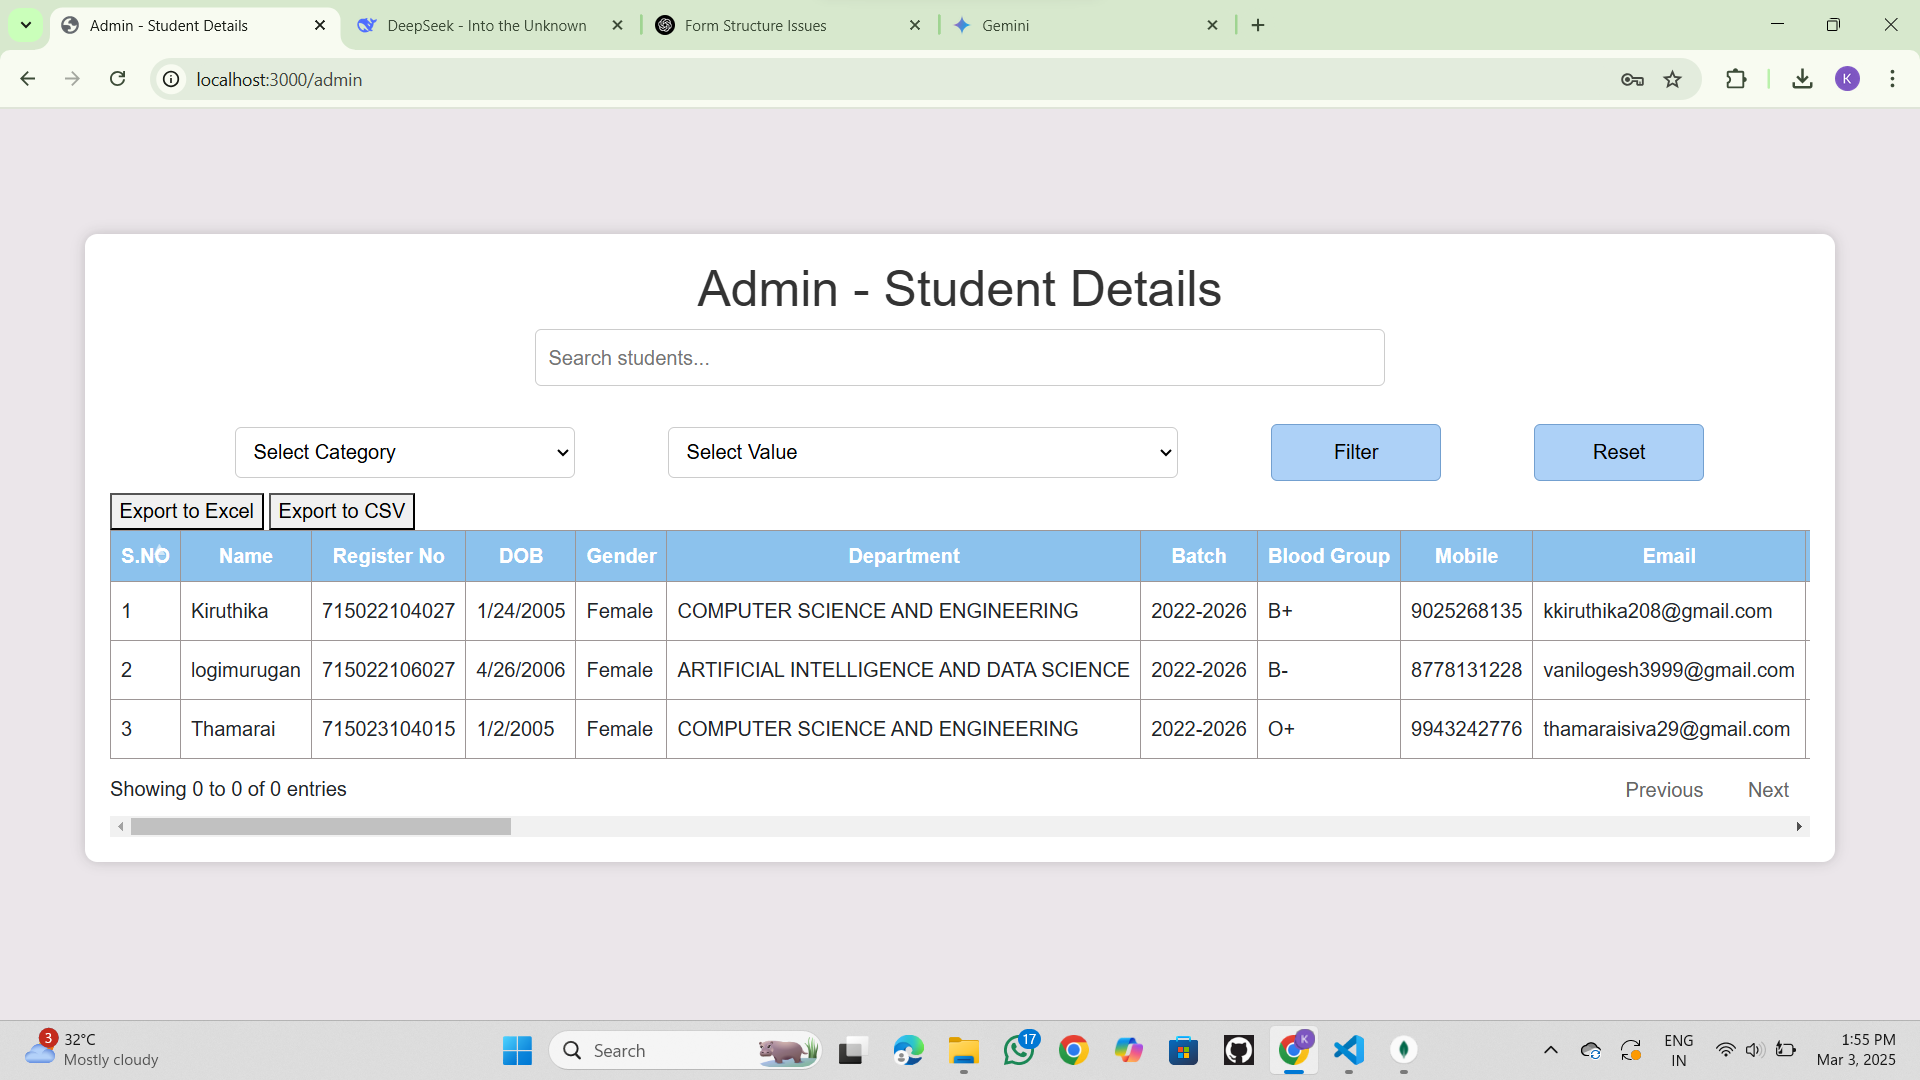 Admin - Student Details
DeepSeek - Into the Unknown
Form Structure Issues
Gemini
localhost:3000/admin
K
Admin - Student Details
Search students...
Select Category
Select Value
Filter
Reset
Export to Excel
Export to CSV
S.NO Name Register No DOB Gender Department Batch Blood Group Mobile Email
1 Kiruthika 715022104027 1/24/2005 Female COMPUTER SCIENCE AND ENGINEERING 2022-2026 B+ 9025268135 kkiruthika208@gmail.com
2 logimurugan 715022106027 4/26/2006 Female ARTIFICIAL INTELLIGENCE AND DATA SCIENCE 2022-2026 B- 8778131228 vanilogesh3999@gmail.com
3 Thamarai 715023104015 1/2/2005 Female COMPUTER SCIENCE AND ENGINEERING 2022-2026 O+ 9943242776 thamaraisiva29@gmail.com
Showing 0 to 0 of 0 entries
Previous
Next
3
32°C
Mostly cloudy
Search
17
K
ENG
IN
1:55 PM
Mar 3, 2025